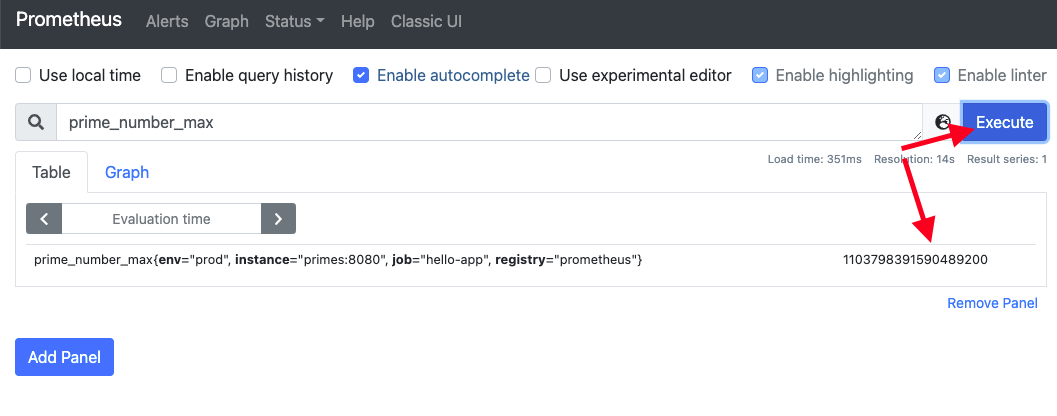 Prometheus Alerts Graph Status Help Classic UI
Use local time Enable query history Enable autocomplete Use experimental editor Enable highlighting Enable linter
prime_number_max Execute
Load time: 351ms Resolution: 14s Result series: 1
Table Graph
Evaluation time
prime_number_max{env="prod", instance="primes:8080", job="hello-app", registry="prometheus"} 1103798391590489200
Remove Panel
Add Panel